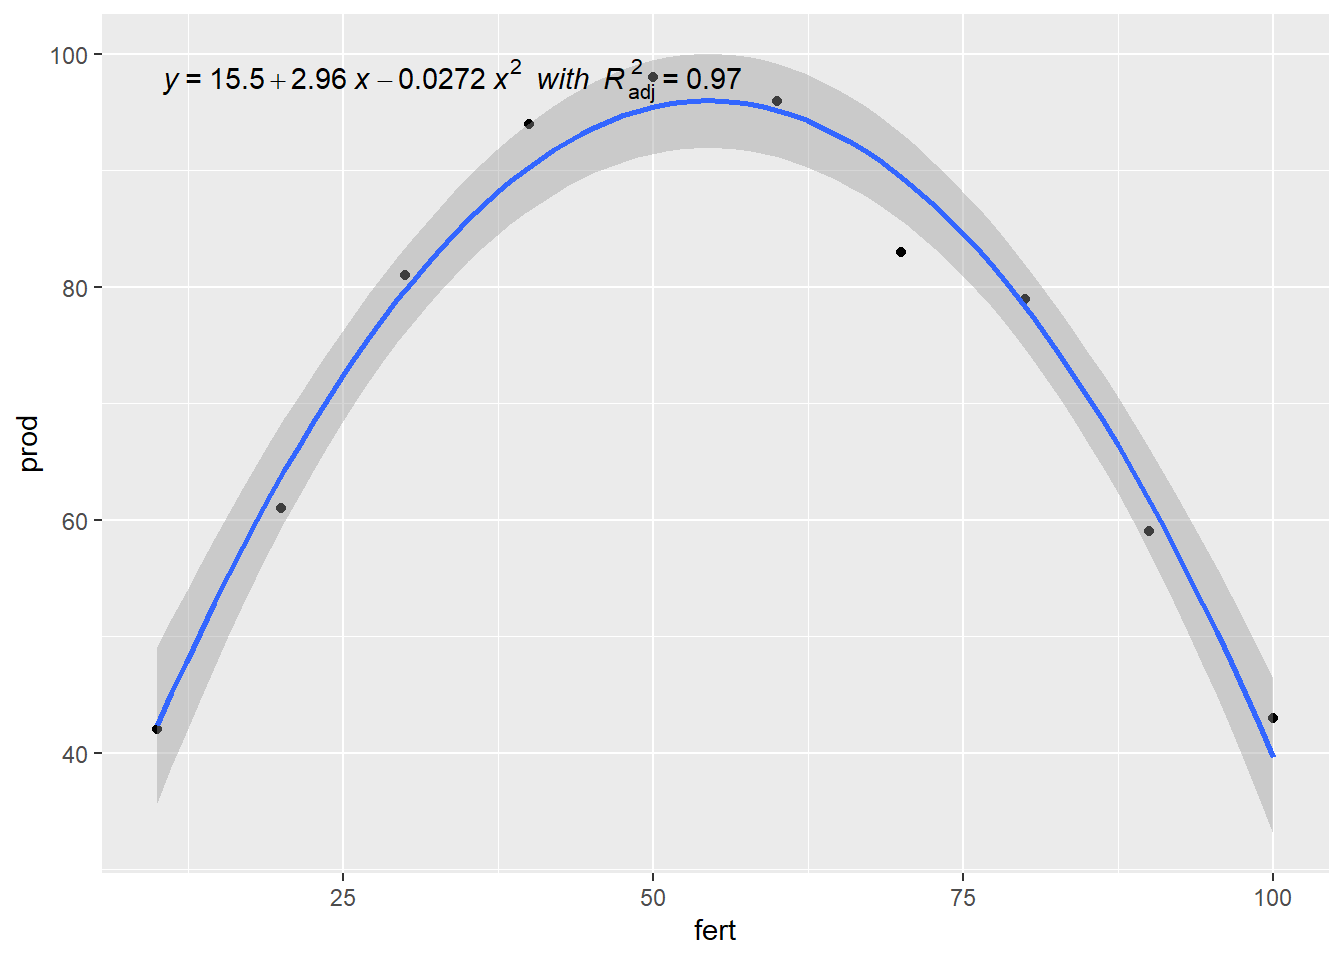 100
y = 15.5 + 2.96 x − 0.0272 x² with R²adj = 0.97
80
60
40
prod
25 50 75 100
fert